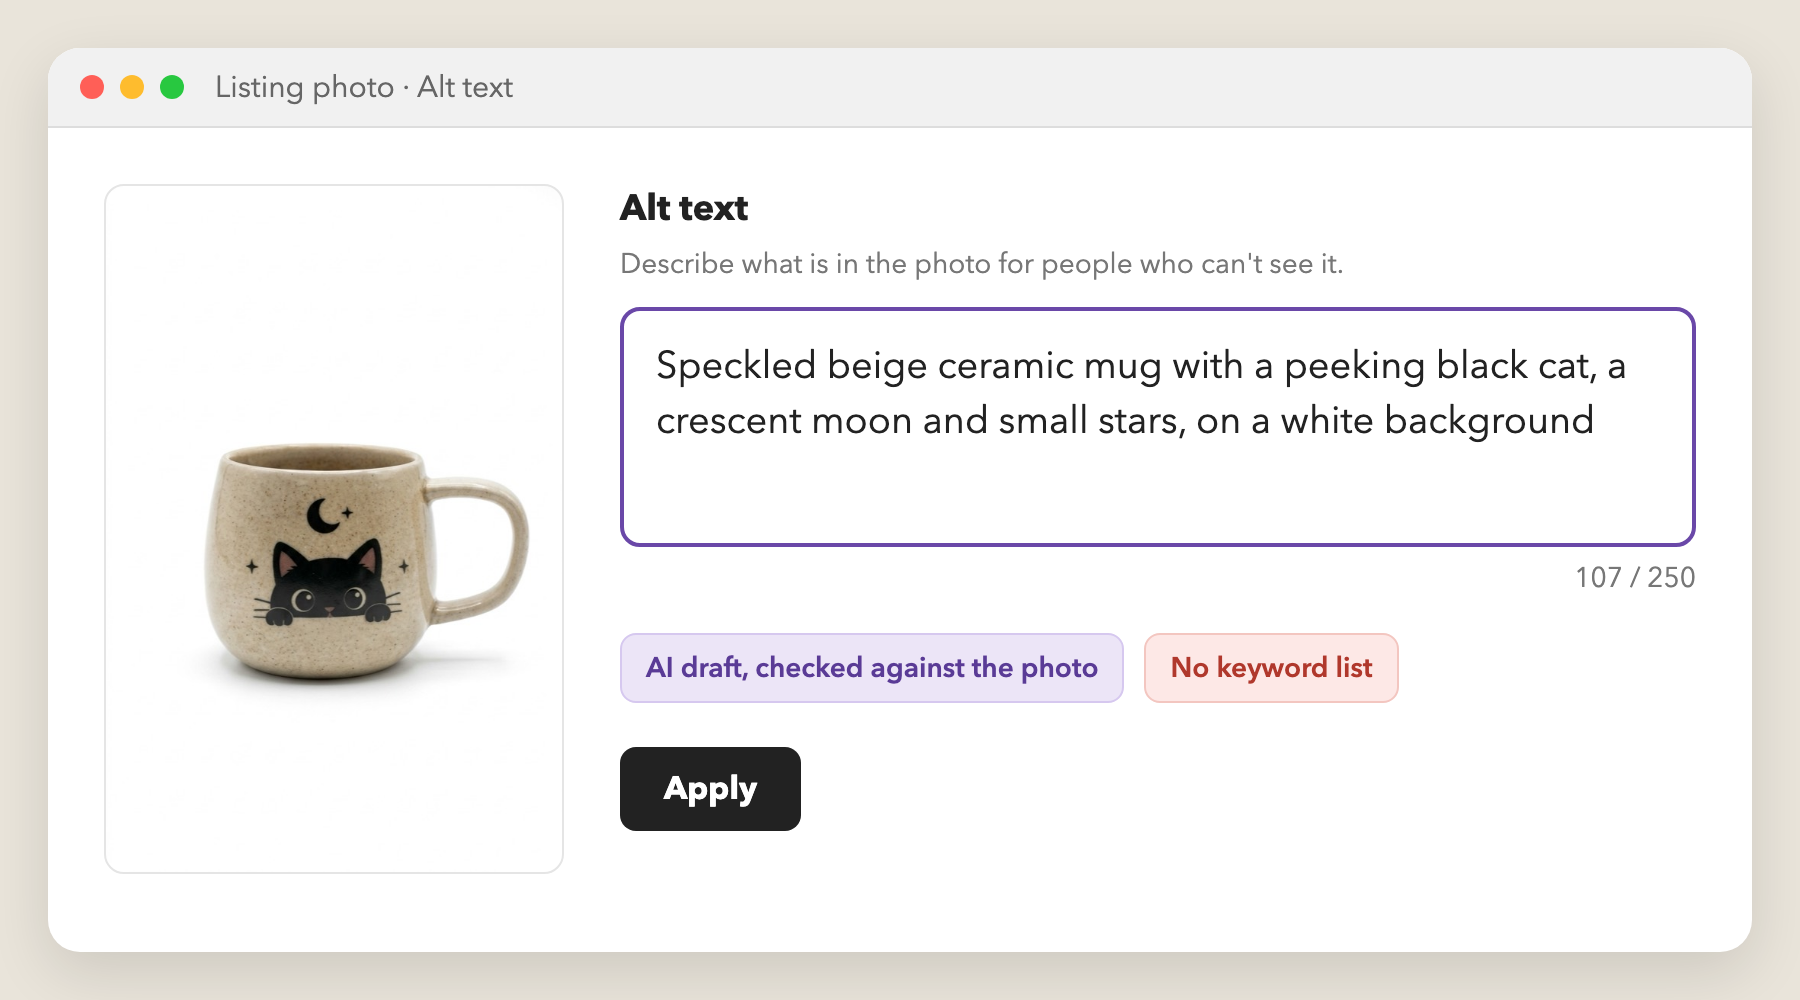 Listing photo · Alt text
Alt text
Describe what is in the photo for people who can't see it.
Speckled beige ceramic mug with a peeking black cat, a
crescent moon and small stars, on a white background
107 / 250
AI draft, checked against the photo
No keyword list
Apply